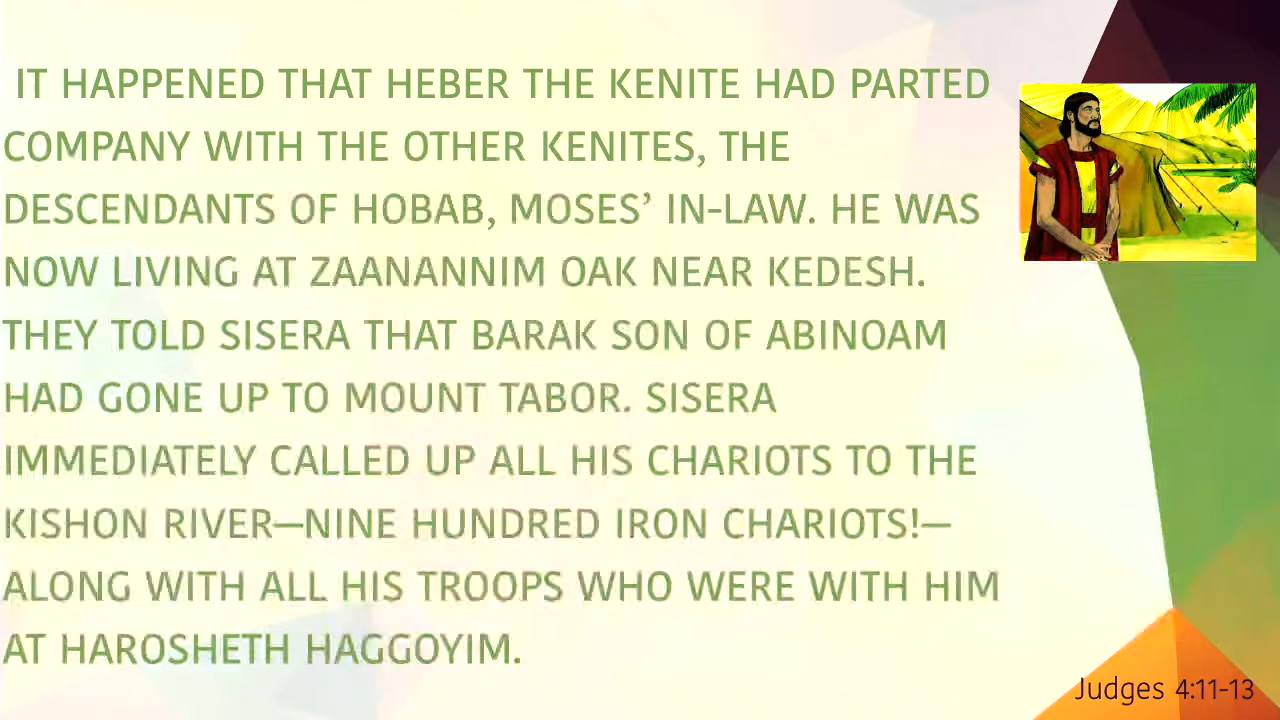 IT HAPPENED THAT HEBER THE KENITE HAD PARTED
COMPANY WITH THE OTHER KENITES, THE
DESCENDANTS OF HOBAB, MOSES’ IN-LAW. HE WAS
NOW LIVING AT ZAANANNIM OAK NEAR KEDESH.
THEY TOLD SISERA THAT BARAK SON OF ABINOAM
HAD GONE UP TO MOUNT TABOR. SISERA
IMMEDIATELY CALLED UP ALL HIS CHARIOTS TO THE
KISHON RIVER—NINE HUNDRED IRON CHARIOTS!—
ALONG WITH ALL HIS TROOPS WHO WERE WITH HIM
AT HAROSHETH HAGGOYIM.
Judges 4:11-13